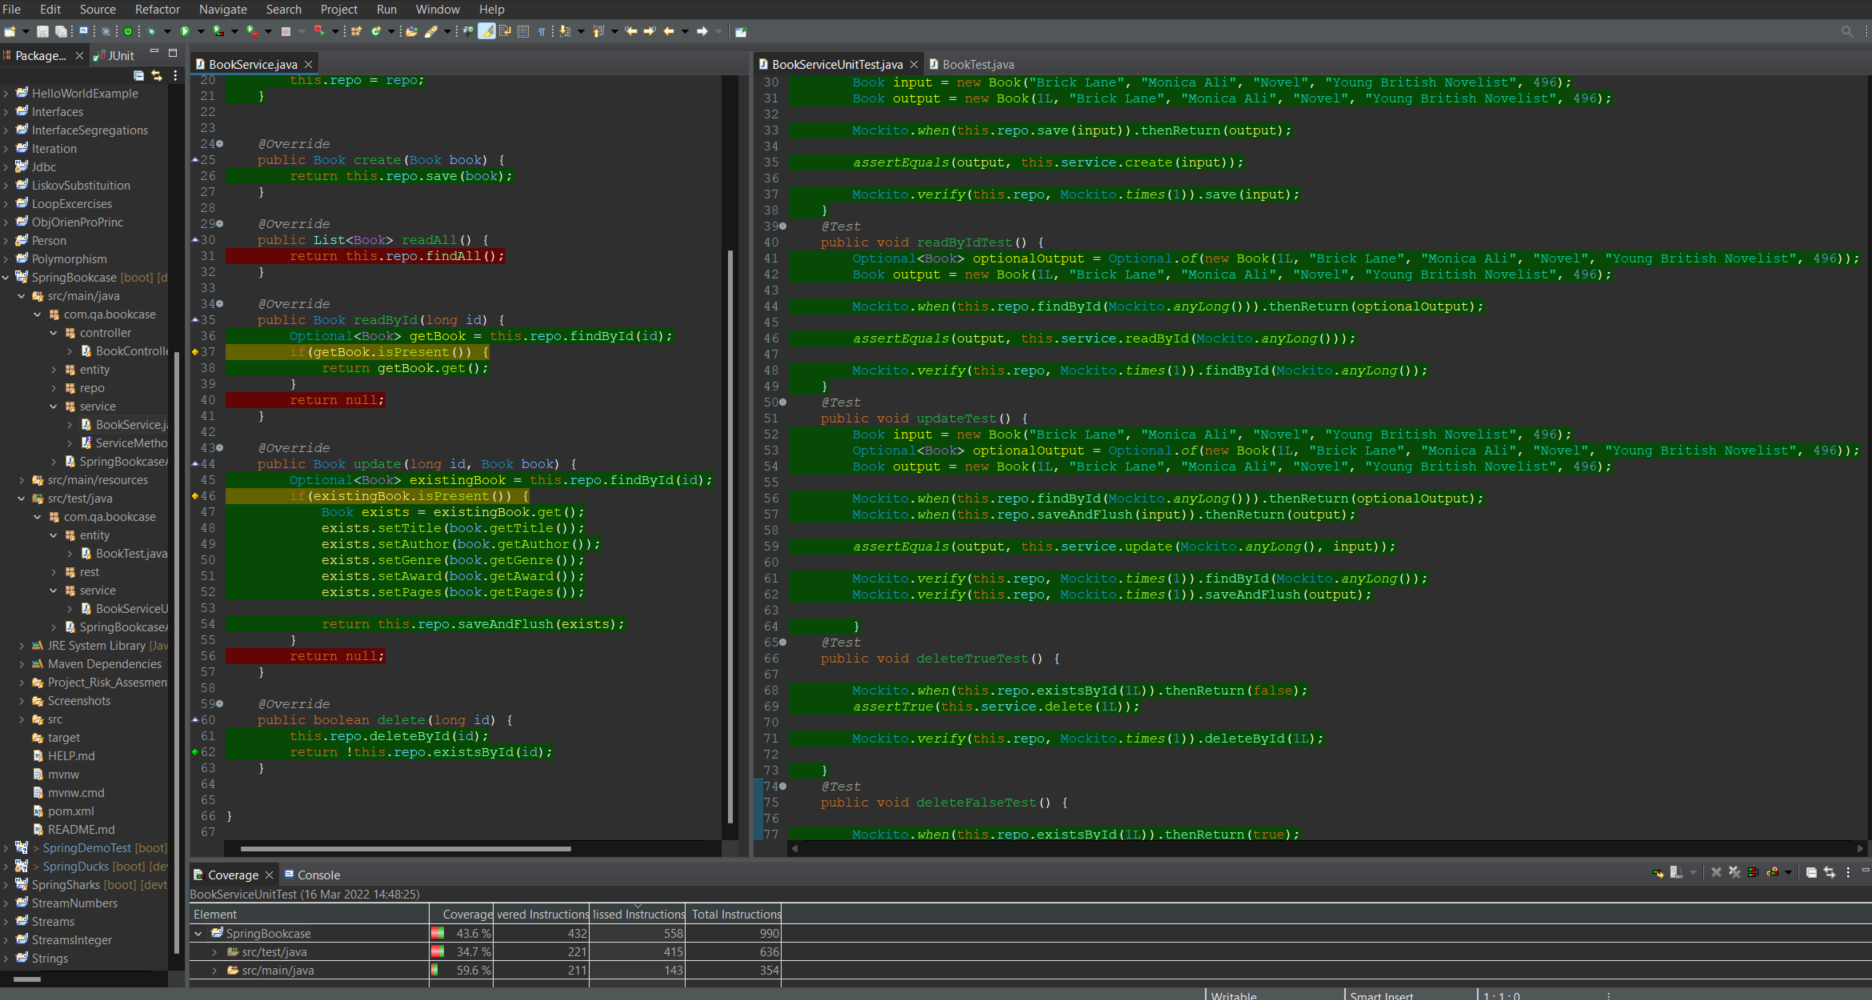 File Edit Source Refactor Navigate Search Project Run Window Help
Package... JUnit
HelloWorldExample
Interfaces
InterfaceSegregations
Iteration
Jdbc
LiskovSubstituition
LoopExcercises
ObjOrienProPrinc
Person
Polymorphism
SpringBookcase [boot] [d
src/main/java
com.qa.bookcase
controller
BookControlle
entity
repo
service
BookService.j
ServiceMetho
SpringBookcaseA
src/main/resources
src/test/java
com.qa.bookcase
entity
BookTest.java
rest
service
BookServiceU
SpringBookcaseA
JRE System Library [Jav
Maven Dependencies
Project_Risk_Assesment
Screenshots
src
target
HELP.md
mvnw
mvnw.cmd
pom.xml
README.md
> SpringDemoTest [boot]
> SpringDucks [boot] [de
SpringSharks [boot] [devt
StreamNumbers
Streams
StreamsInteger
Strings
BookService.java
20 this.repo = repo;
21 }
22
23
24 @Override
25 public Book create(Book book) {
26 return this.repo.save(book);
27 }
28
29 @Override
30 public List<Book> readAll() {
31 return this.repo.findAll();
32 }
33
34 @Override
35 public Book readById(long id) {
36 Optional<Book> getBook = this.repo.findById(id);
37 if(getBook.isPresent()) {
38 return getBook.get();
39 }
40 return null;
41 }
42
43 @Override
44 public Book update(long id, Book book) {
45 Optional<Book> existingBook = this.repo.findById(id);
46 if(existingBook.isPresent()) {
47 Book exists = existingBook.get();
48 exists.setTitle(book.getTitle());
49 exists.setAuthor(book.getAuthor());
50 exists.setGenre(book.getGenre());
51 exists.setAward(book.getAward());
52 exists.setPages(book.getPages());
53
54 return this.repo.saveAndFlush(exists);
55 }
56 return null;
57 }
58
59 @Override
60 public boolean delete(long id) {
61 this.repo.deleteById(id);
62 return !this.repo.existsById(id);
63 }
64
65
66 }
67
BookServiceUnitTest.java BookTest.java
30 Book input = new Book("Brick Lane", "Monica Ali", "Novel", "Young British Novelist", 496);
31 Book output = new Book(1L, "Brick Lane", "Monica Ali", "Novel", "Young British Novelist", 496);
32
33 Mockito.when(this.repo.save(input)).thenReturn(output);
34
35 assertEquals(output, this.service.create(input));
36
37 Mockito.verify(this.repo, Mockito.times(1)).save(input);
38 }
39 @Test
40 public void readByIdTest() {
41 Optional<Book> optionalOutput = Optional.of(new Book(1L, "Brick Lane", "Monica Ali", "Novel", "Young British Novelist", 496));
42 Book output = new Book(1L, "Brick Lane", "Monica Ali", "Novel", "Young British Novelist", 496);
43
44 Mockito.when(this.repo.findById(Mockito.anyLong())).thenReturn(optionalOutput);
45
46 assertEquals(output, this.service.readById(Mockito.anyLong()));
47
48 Mockito.verify(this.repo, Mockito.times(1)).findById(Mockito.anyLong());
49 }
50 @Test
51 public void updateTest() {
52 Book input = new Book("Brick Lane", "Monica Ali", "Novel", "Young British Novelist", 496);
53 Optional<Book> optionalOutput = Optional.of(new Book(1L, "Brick Lane", "Monica Ali", "Novel", "Young British Novelist", 496));
54 Book output = new Book(1L, "Brick Lane", "Monica Ali", "Novel", "Young British Novelist", 496);
55
56 Mockito.when(this.repo.findById(Mockito.anyLong())).thenReturn(optionalOutput);
57 Mockito.when(this.repo.saveAndFlush(input)).thenReturn(output);
58
59 assertEquals(output, this.service.update(Mockito.anyLong(), input));
60
61 Mockito.verify(this.repo, Mockito.times(1)).findById(Mockito.anyLong());
62 Mockito.verify(this.repo, Mockito.times(1)).saveAndFlush(output);
63
64 }
65 @Test
66 public void deleteTrueTest() {
67
68 Mockito.when(this.repo.existsById(1L)).thenReturn(false);
69 assertTrue(this.service.delete(1L));
70
71 Mockito.verify(this.repo, Mockito.times(1)).deleteById(1L);
72
73 }
74 @Test
75 public void deleteFalseTest() {
76
77 Mockito.when(this.repo.existsById(1L)).thenReturn(true);
Coverage Console
BookServiceUnitTest (16 Mar 2022 14:48:25)
Element Coverage vered Instructions lissed Instructions Total Instructions
SpringBookcase 43.6 % 432 558 990
src/test/java 34.7 % 221 415 636
src/main/java 59.6 % 211 143 354
Writable Smart Insert 1 : 1 : 0